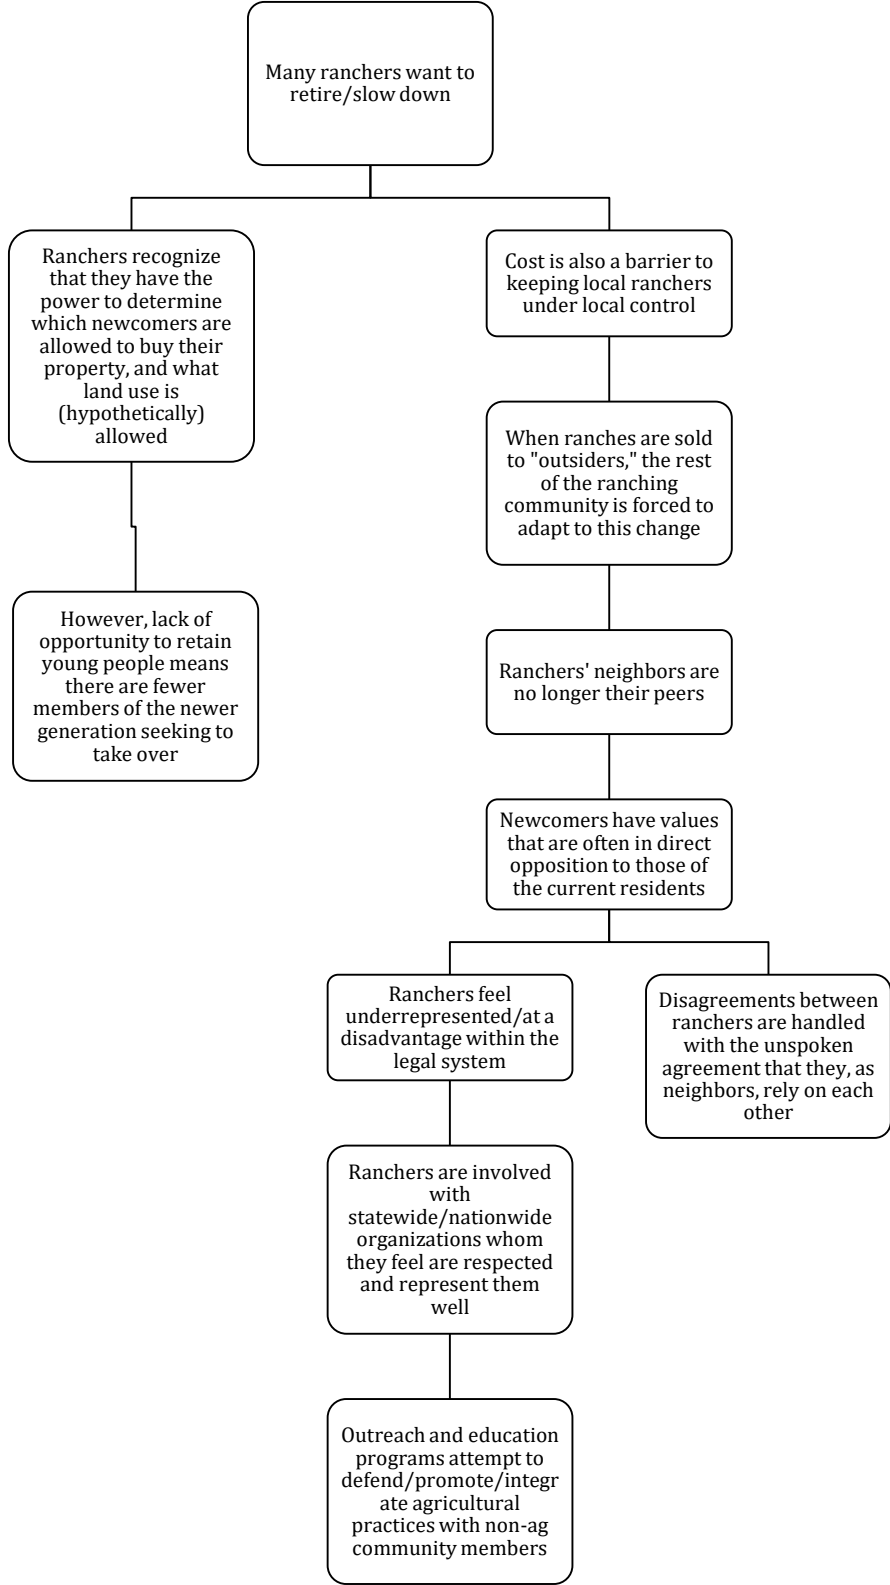 Many ranchers want to
retire/slow down
Ranchers recognize
that they have the
power to determine
which newcomers are
allowed to buy their
property, and what
land use is
(hypothetically)
allowed
However, lack of
opportunity to retain
young people means
there are fewer
members of the newer
generation seeking to
take over
Cost is also a barrier to
keeping local ranchers
under local control
When ranches are sold
to "outsiders," the rest
of the ranching
community is forced to
adapt to this change
Ranchers' neighbors are
no longer their peers
Newcomers have values
that are often in direct
opposition to those of
the current residents
Ranchers feel
underrepresented/at a
disadvantage within the
legal system
Ranchers are involved
with
statewide/nationwide
organizations whom
they feel are respected
and represent them
well
Outreach and education
programs attempt to
defend/promote/integr
ate agricultural
practices with non-ag
community members
Disagreements between
ranchers are handled
with the unspoken
agreement that they, as
neighbors, rely on each
other